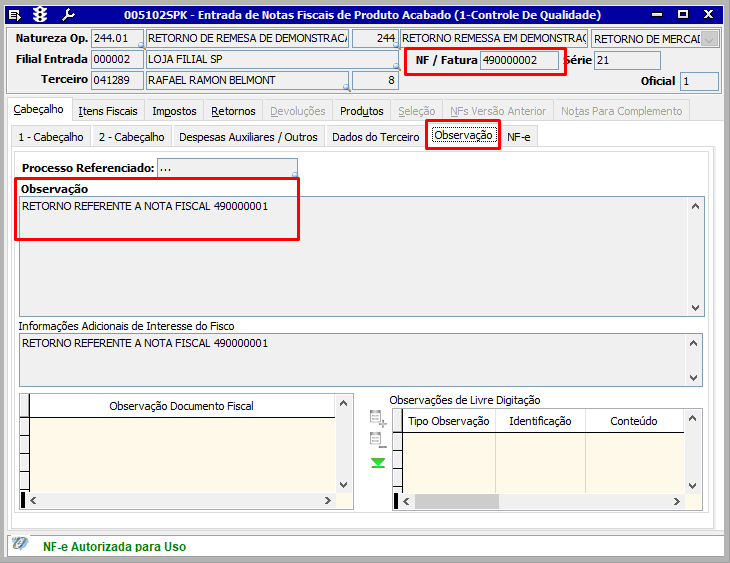 005102SPK - Entrada de Notas Fiscais de Produto Acabado (1-Controle De Qualidade)
Natureza Op. 244.01 RETORNO DE REMESA DE DEMONSTRACA 244 RETORNO REMESSA EM DEMONSTRAÇ RETORNO DE MERCAD
Filial Entrada 000002 LOJA FILIAL SP NF / Fatura 490000002 Série 21
Terceiro 041289 RAFAEL RAMON BELMONT 8 Oficial 1
Cabeçalho Itens Fiscais Impostos Retornos Devoluções Produtos Seleção NFs Versão Anterior Notas Para Complemento
1 - Cabeçalho 2 - Cabeçalho Despesas Auxiliares / Outros Dados do Terceiro Observação NF-e
Processo Referenciado: ...
Observação
RETORNO REFERENTE A NOTA FISCAL 490000001
Informações Adicionais de Interesse do Fisco
RETORNO REFERENTE A NOTA FISCAL 490000001
Observação Documento Fiscal
Observações de Livre Digitação
Tipo Observação Identificação Conteúdo
NF-e Autorizada para Uso